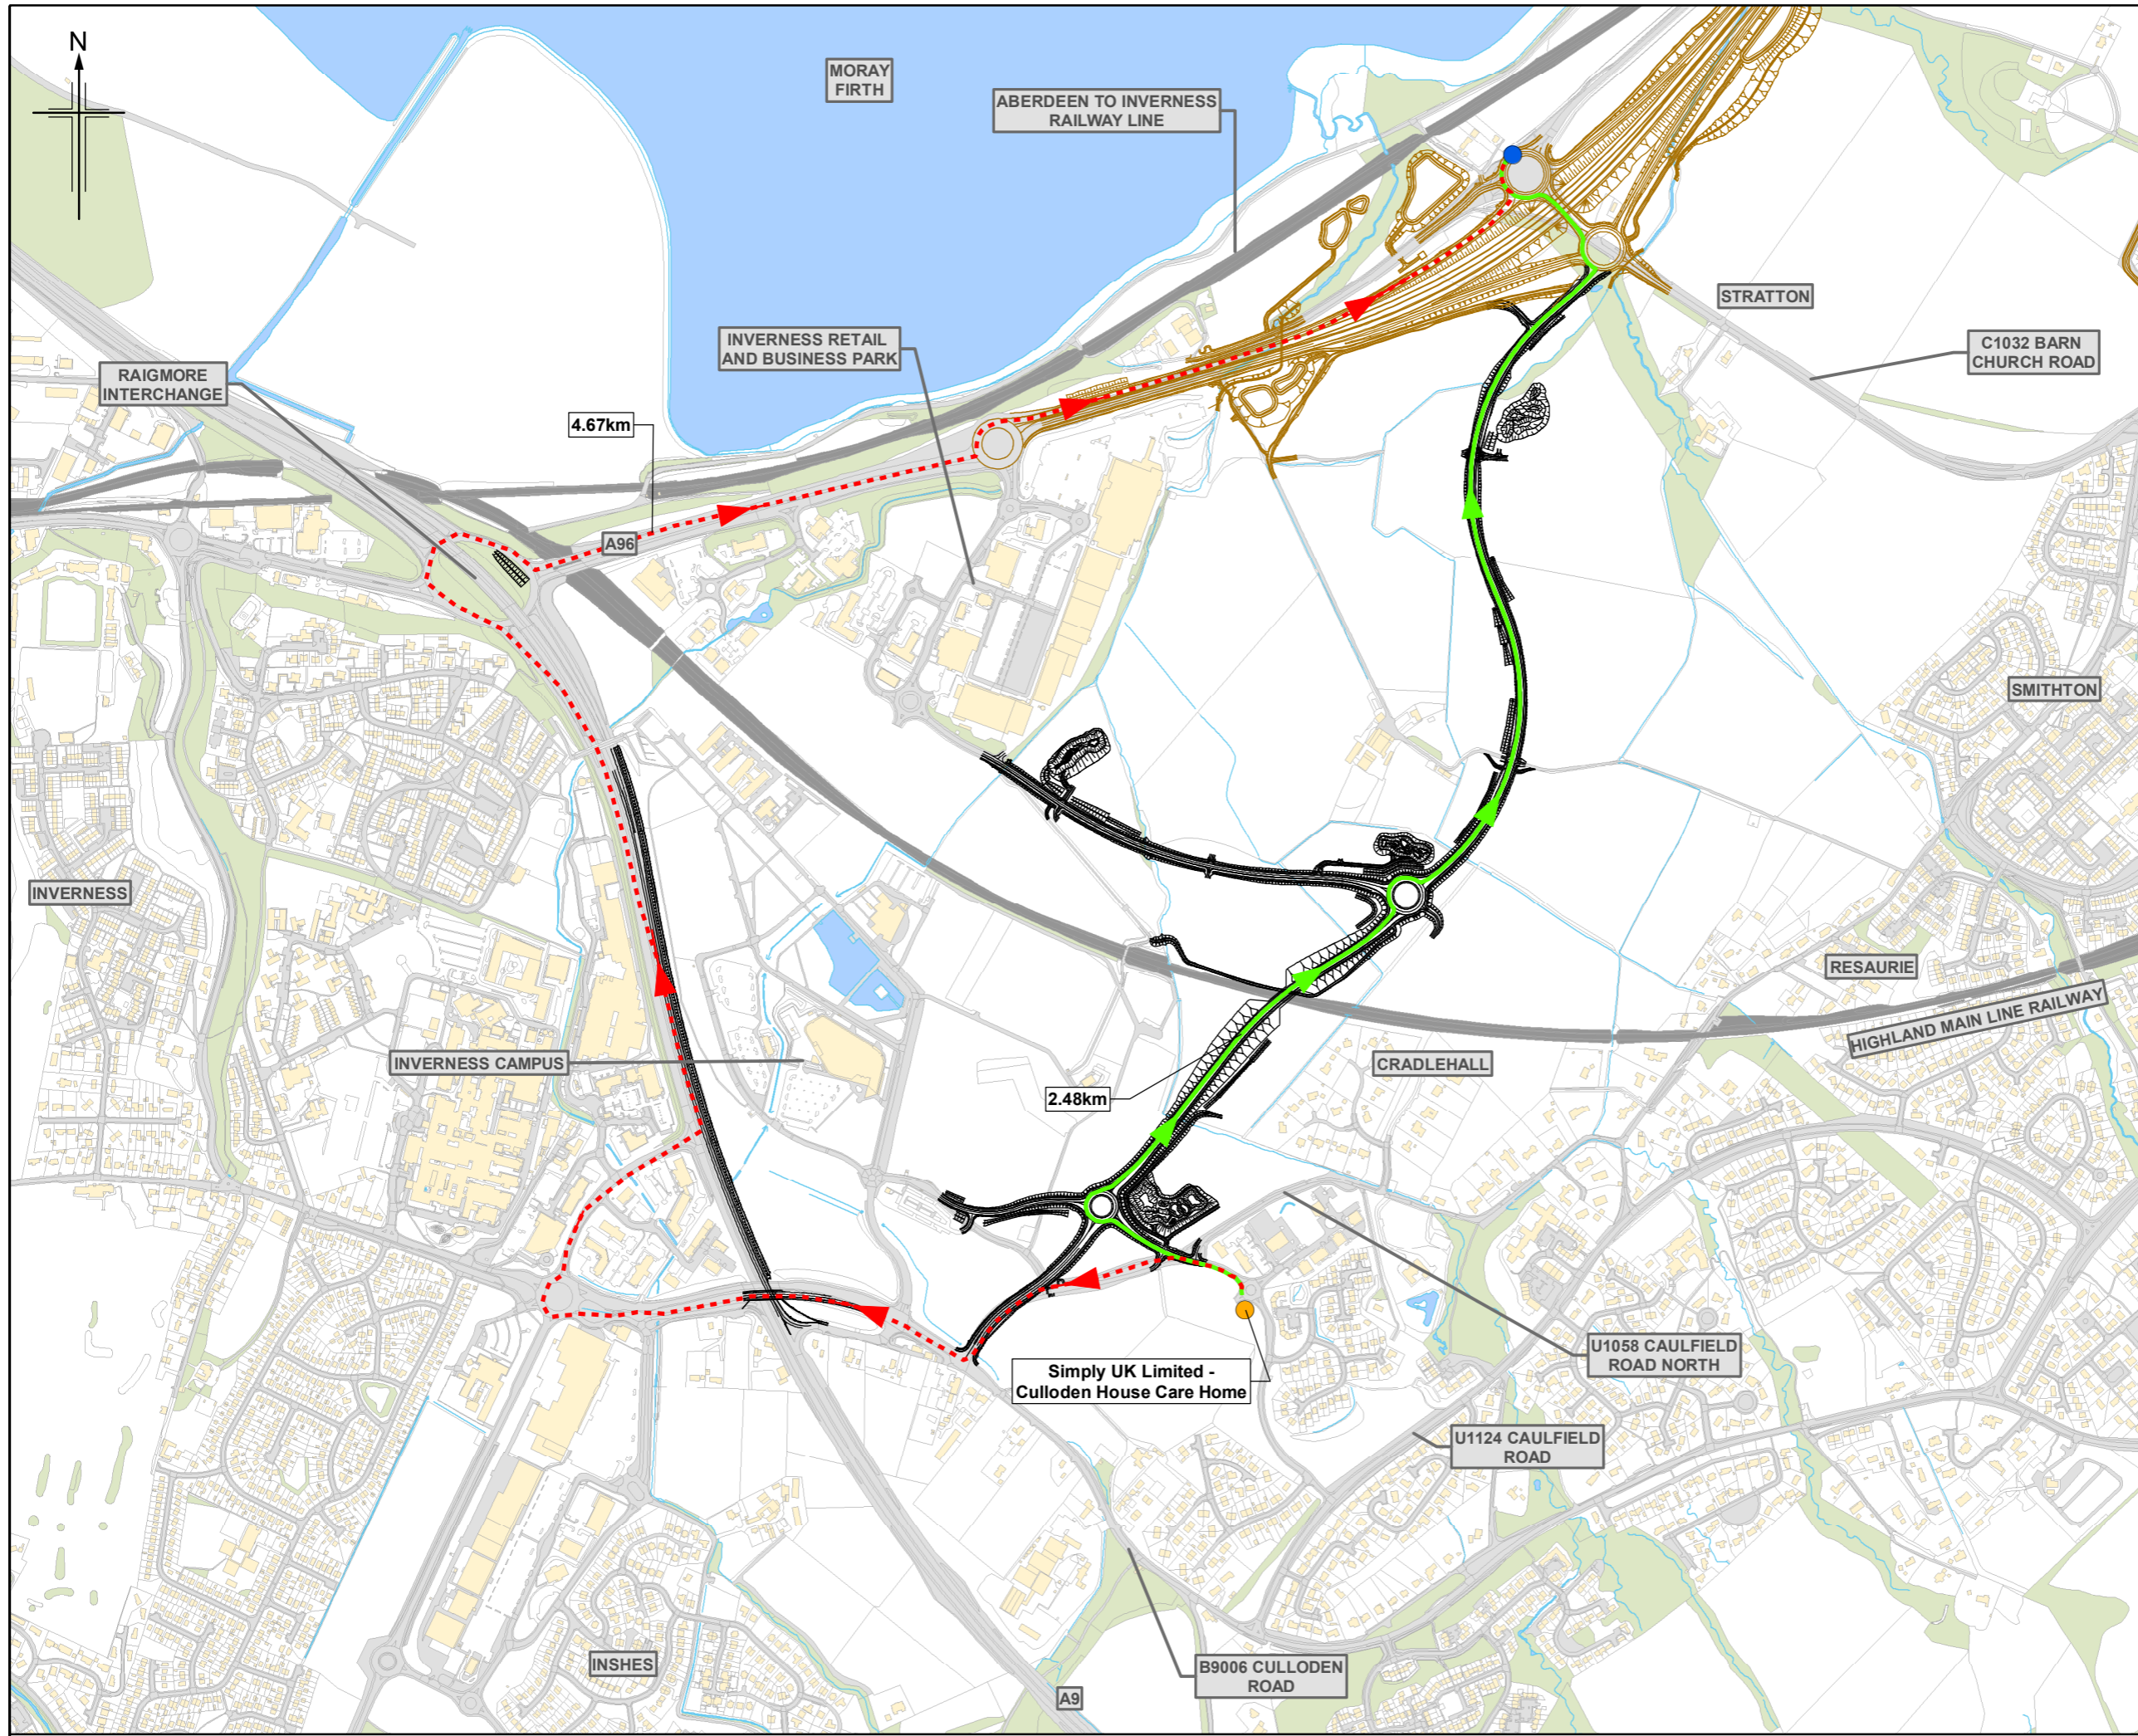 N
MORAY
FIRTH
ABERDEEN TO INVERNESS
RAILWAY LINE
STRATTON
INVERNESS RETAIL
AND BUSINESS PARK
C1032 BARN
CHURCH ROAD
RAIGMORE
INTERCHANGE
4.67km
A96
SMITHTON
INVERNESS
RESAURIE
HIGHLAND MAIN LINE RAILWAY
INVERNESS CAMPUS
CRADLEHALL
2.48km
U1058 CAULFIELD
ROAD NORTH
Simply UK Limited -
Culloden House Care Home
U1124 CAULFIELD
ROAD
INSHES
B9006 CULLODEN
ROAD
A9